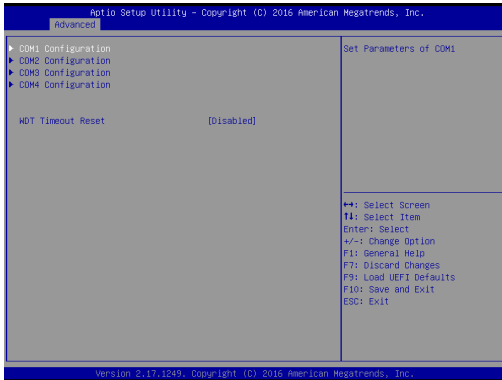 Aptio Setup Utility – Copyright (C) 2016 American Megatrends, Inc.
Advanced
▶ COM1 Configuration
▶ COM2 Configuration
▶ COM3 Configuration
▶ COM4 Configuration
WDT Timeout Reset [Disabled]
Set Parameters of COM1
↔: Select Screen
↑↓: Select Item
Enter: Select
+/-: Change Option
F1: General Help
F7: Discard Changes
F9: Load UEFI Defaults
F10: Save and Exit
ESC: Exit
Version 2.17.1249. Copyright (C) 2016 American Megatrends, Inc.